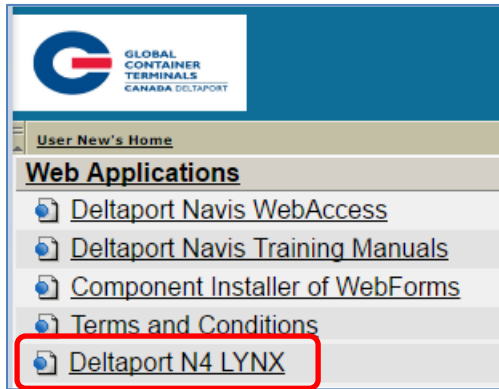 GLOBAL
CONTAINER
TERMINALS
CANADA DELTAPORT
User New's Home
Web Applications
Deltaport Navis WebAccess
Deltaport Navis Training Manuals
Component Installer of WebForms
Terms and Conditions
Deltaport N4 LYNX